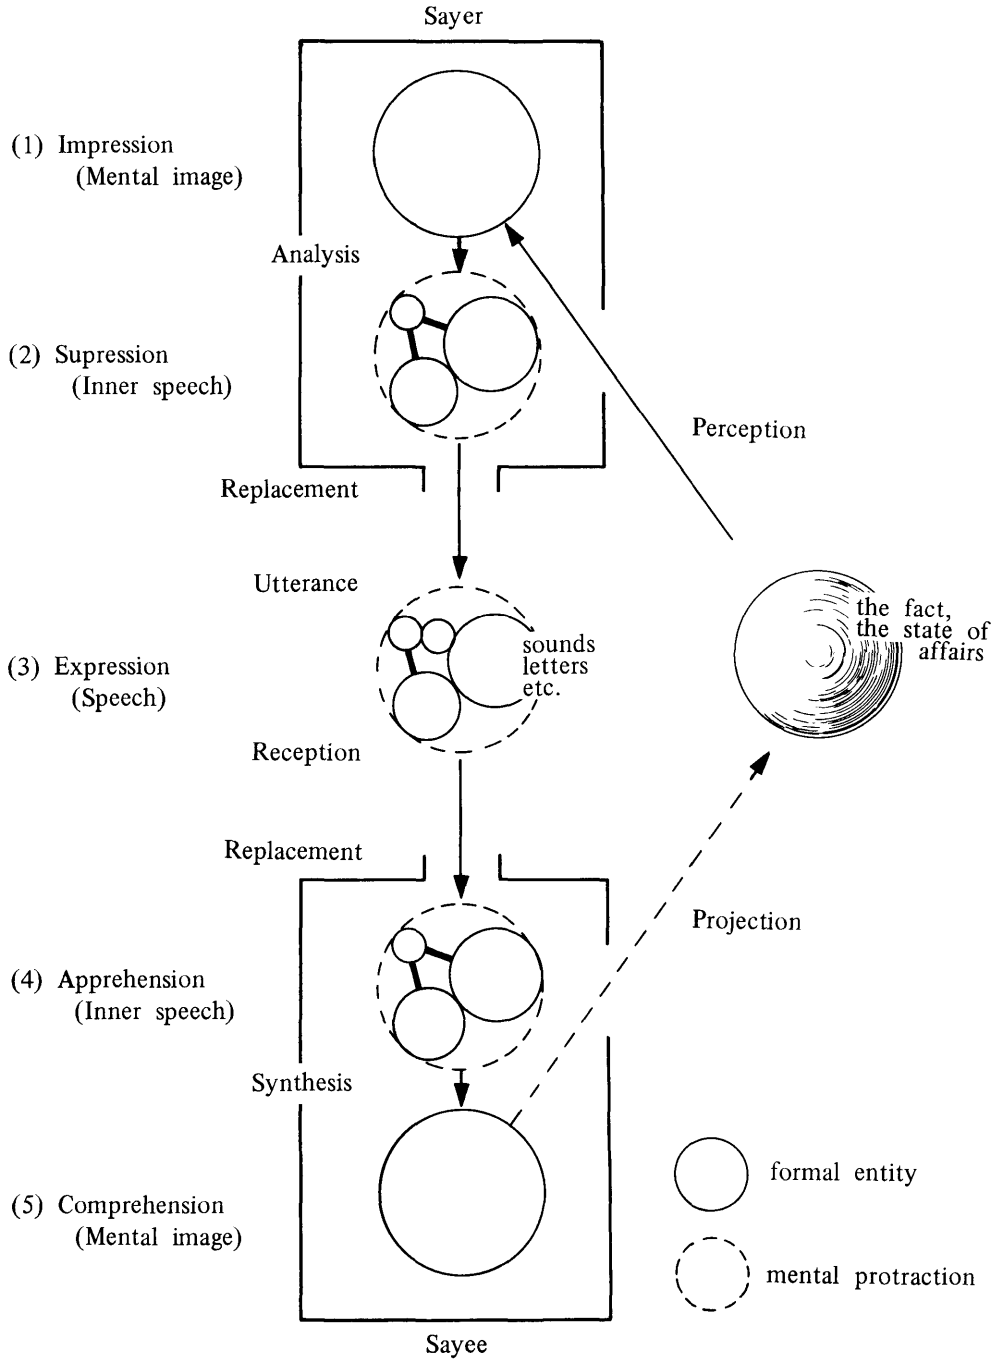 Sayer
(1) Impression
(Mental image)
Analysis
(2) Supression
(Inner speech)
Perception
Replacement
Utterance
the fact,
the state of
affairs
sounds
letters
etc.
(3) Expression
(Speech)
Reception
Replacement
Projection
(4) Apprehension
(Inner speech)
Synthesis
formal entity
(5) Comprehension
(Mental image)
mental protraction
Sayee